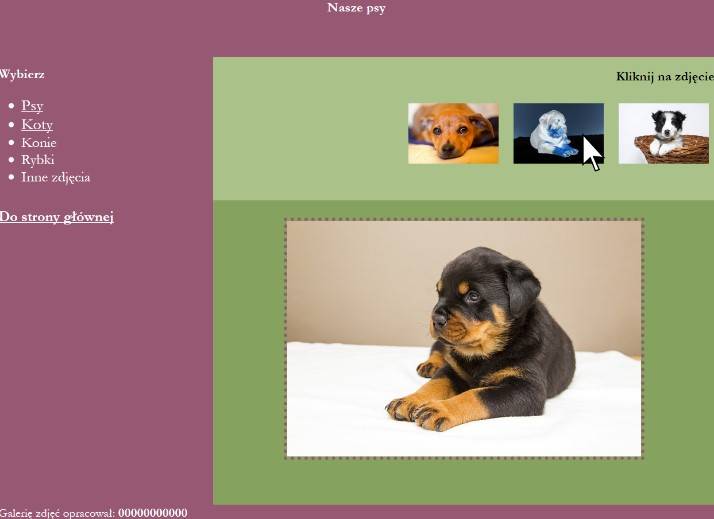 Nasze psy
Wybierz
Psy
Koty
Konie
Rybki
Inne zdjęcia
Do strony głównej
Kliknij na zdjęcie
Galerię zdjęć opracował: 00000000000